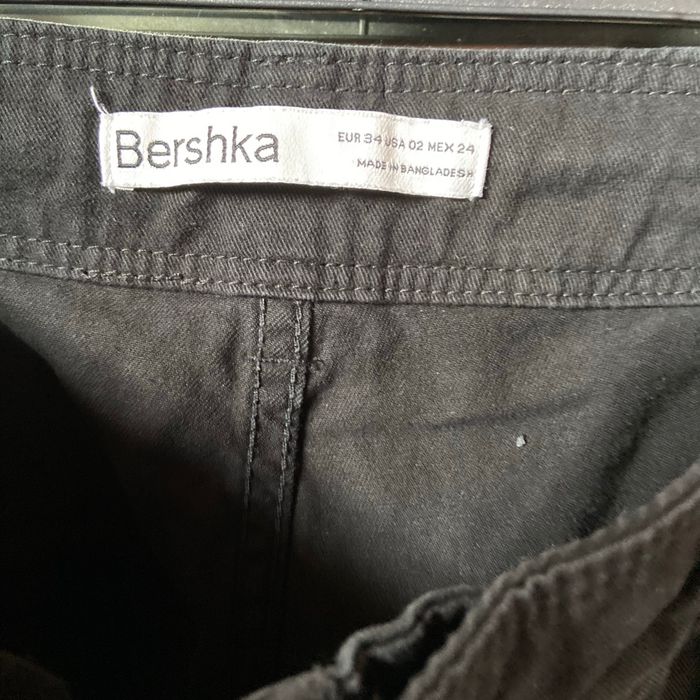 Bershka
EUR 34 USA 02 MEX 24
MADE IN BANGLADESH